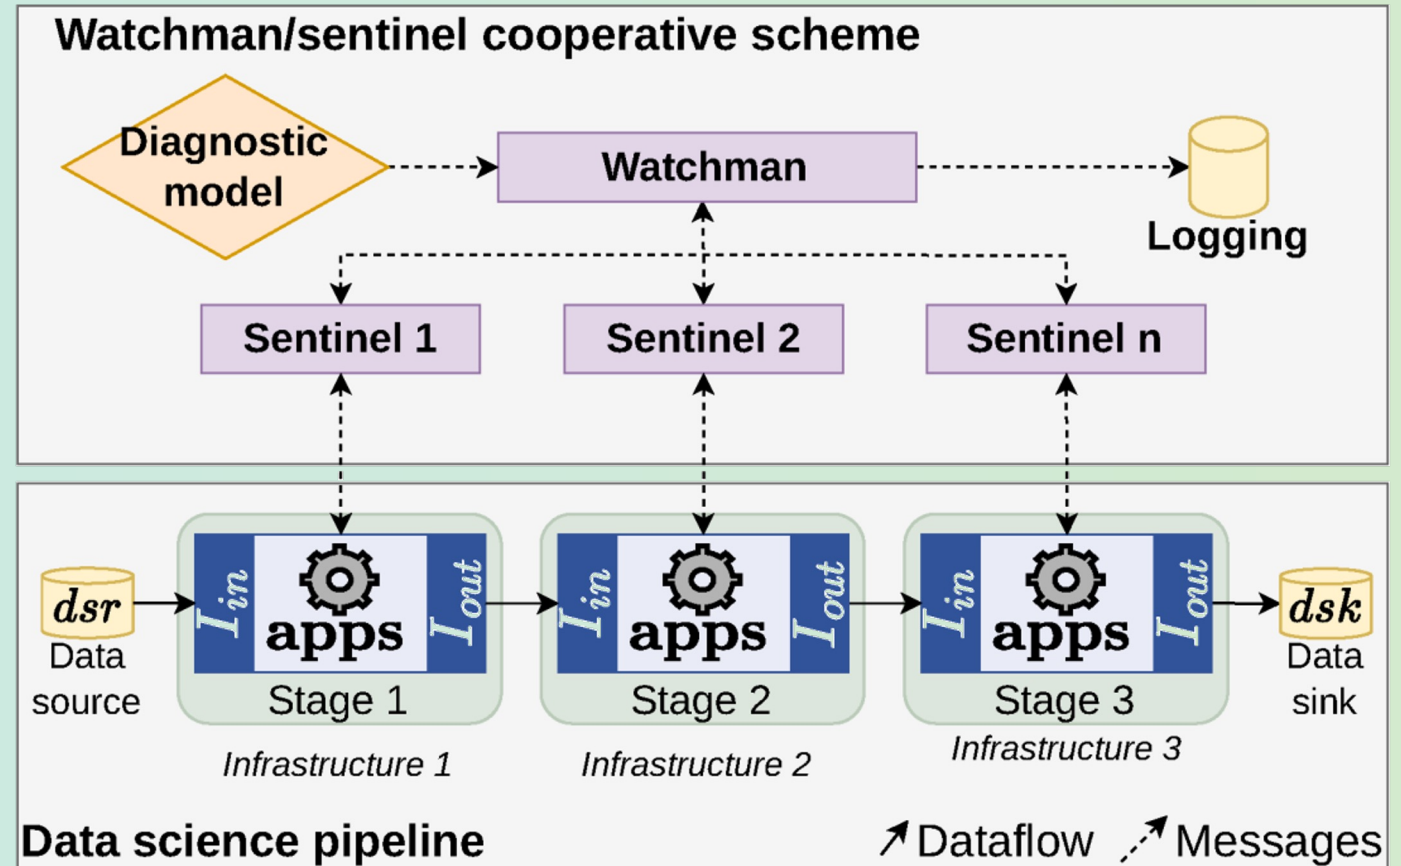 Watchman/sentinel cooperative scheme
Diagnostic
model
Watchman
Logging
Sentinel 1
Sentinel 2
Sentinel n
dsr
Data
source
I_in
apps
I_out
Stage 1
Infrastructure 1
I_in
apps
I_out
Stage 2
Infrastructure 2
I_in
apps
I_out
Stage 3
Infrastructure 3
dsk
Data
sink
Data science pipeline
Dataflow
Messages